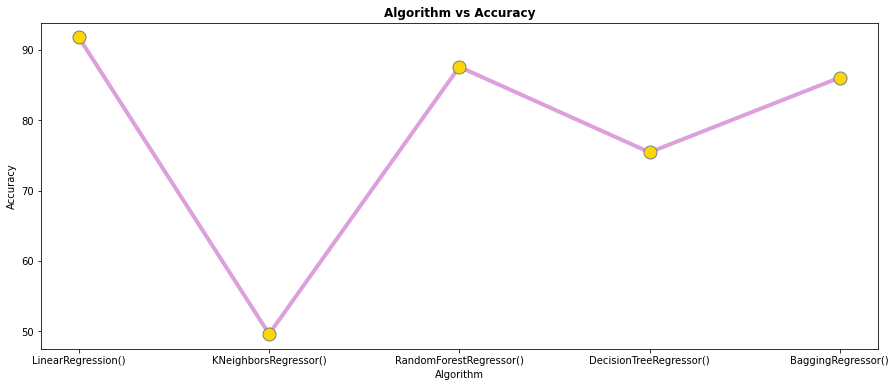 Algorithm vs Accuracy
90
80
70
60
50
Accuracy
LinearRegression() KNeighborsRegressor() RandomForestRegressor() DecisionTreeRegressor() BaggingRegressor()
Algorithm